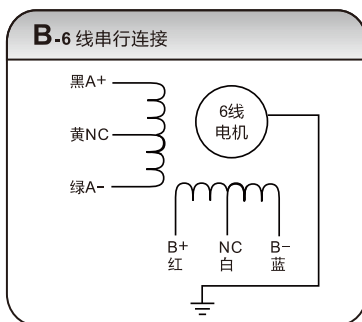 B-6 线串行连接
黑A+
黄NC
绿A-
6线
电机
B+ NC B-
红 白 蓝